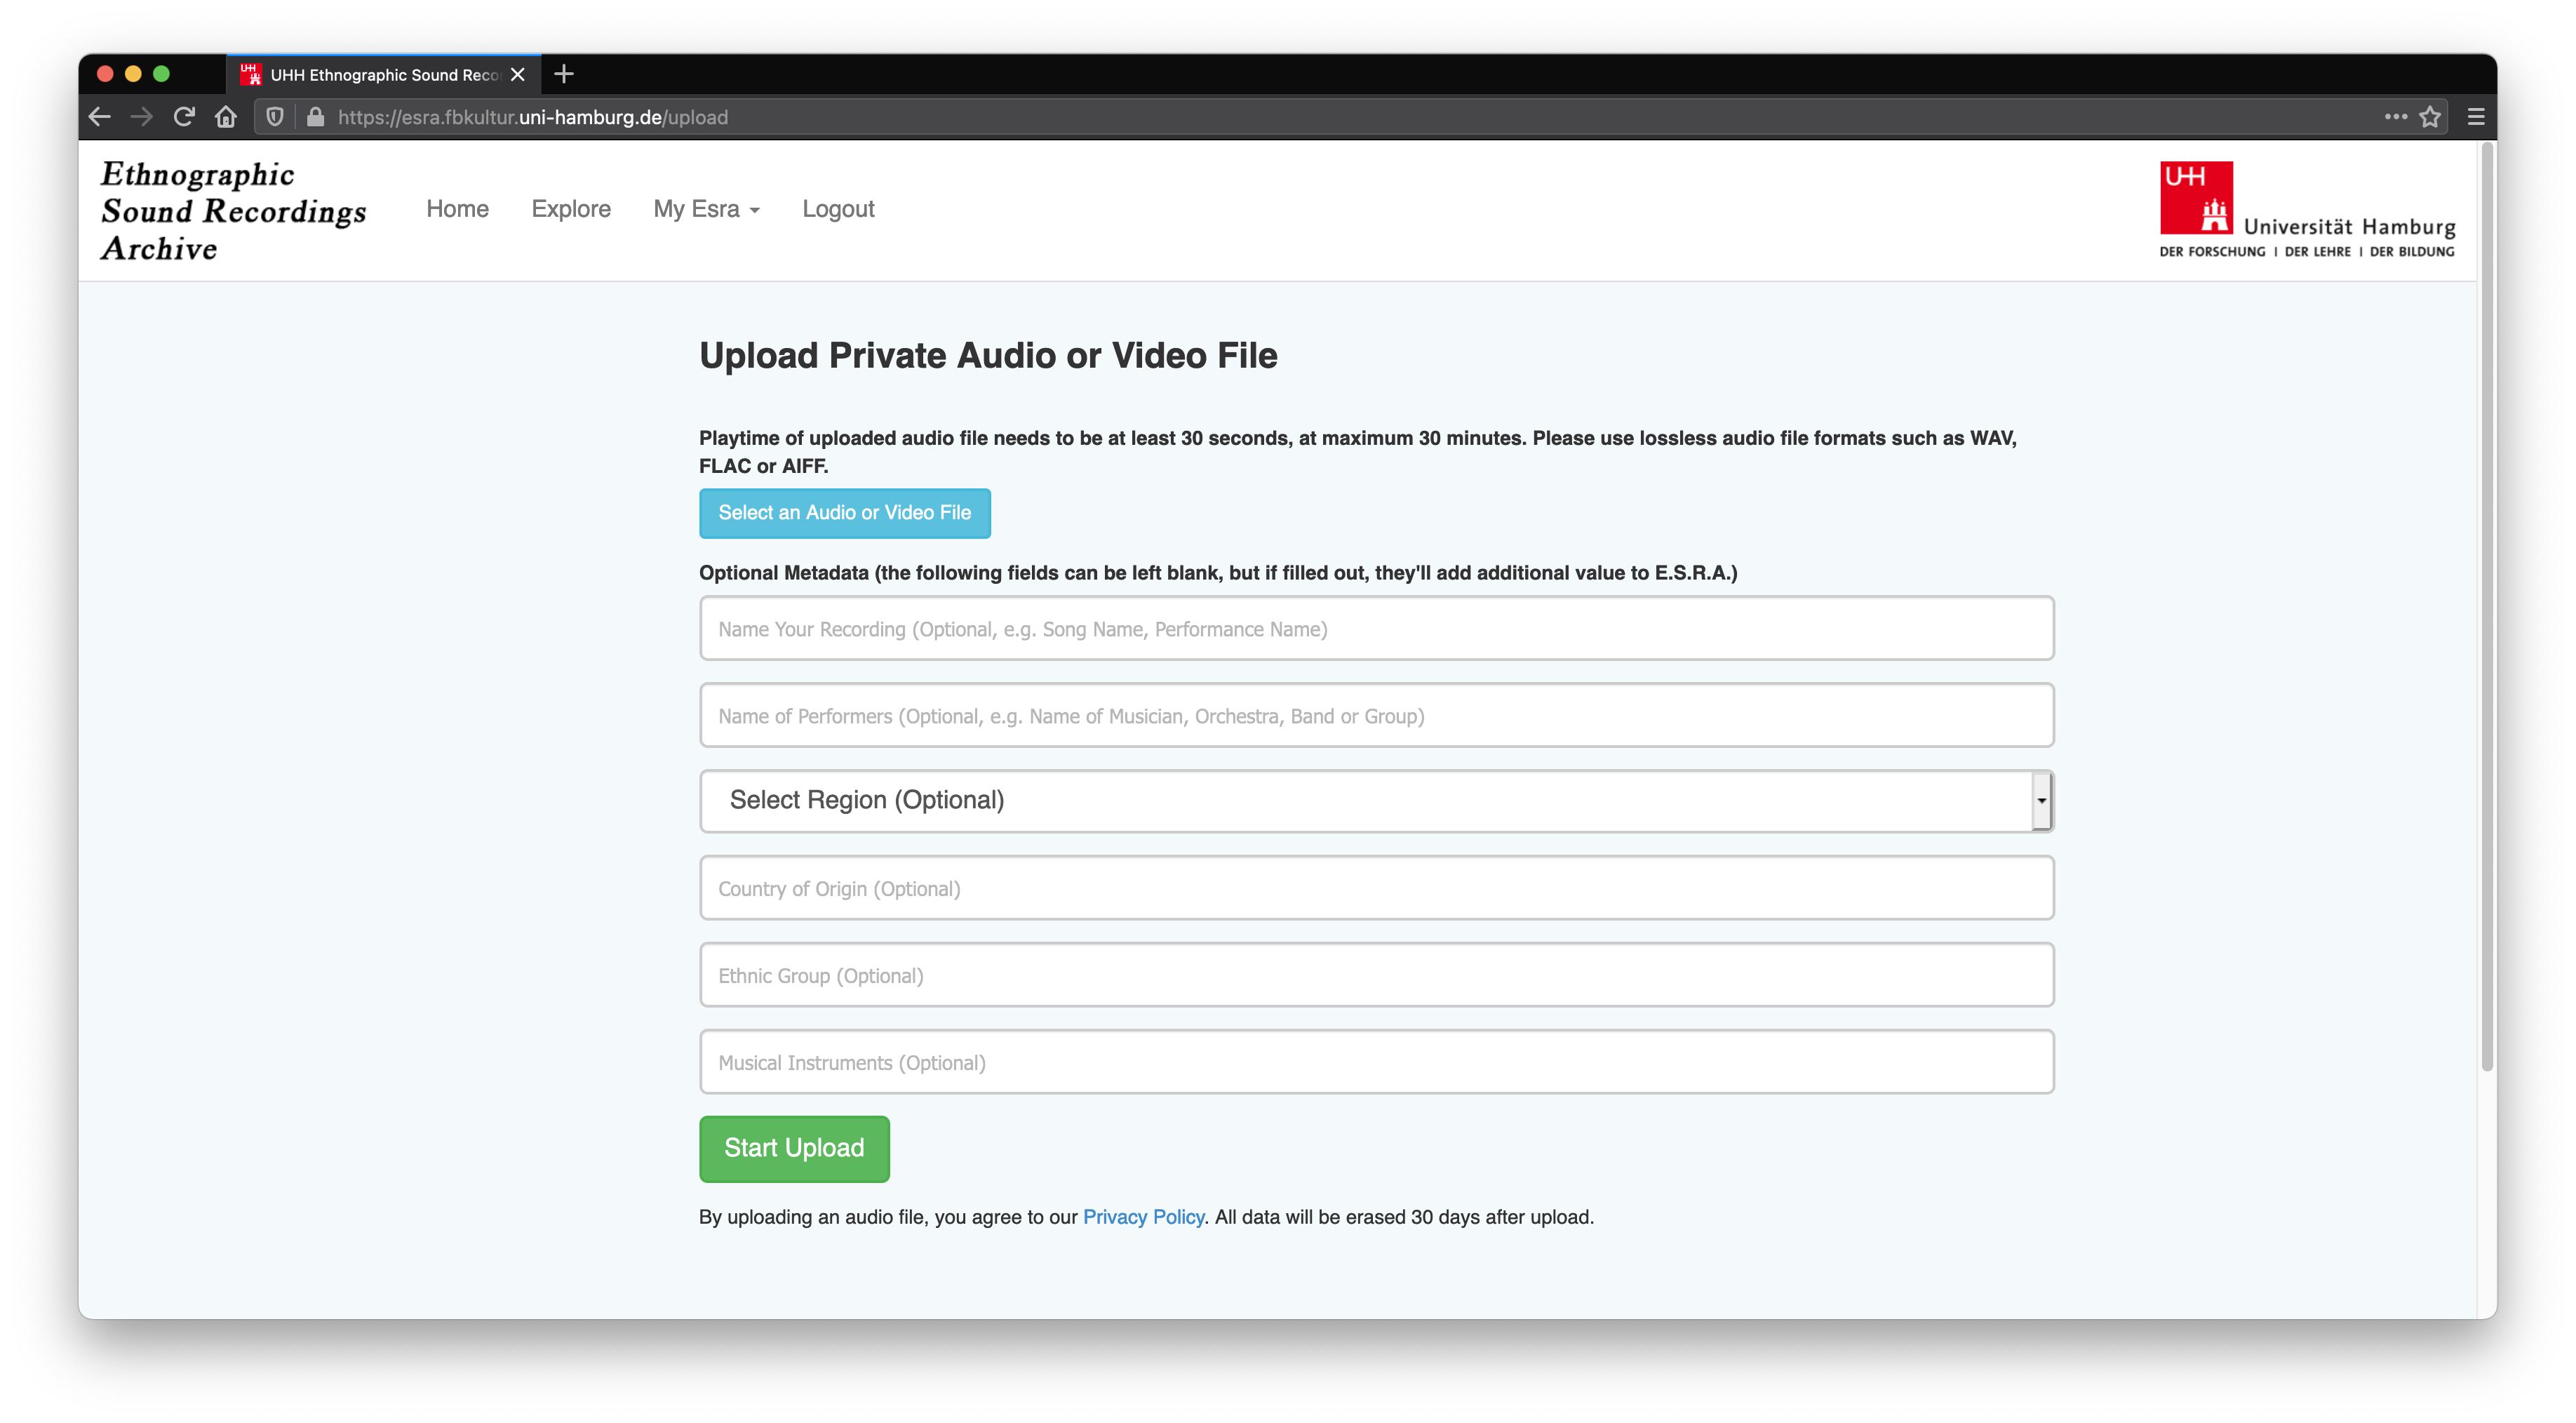 UHH Ethnographic Sound Reco
https://esra.fbkultur.uni-hamburg.de/upload
Ethnographic
Sound Recordings
Archive
Home
Explore
My Esra
Logout
UHH
Universität Hamburg
DER FORSCHUNG | DER LEHRE | DER BILDUNG
Upload Private Audio or Video File
Playtime of uploaded audio file needs to be at least 30 seconds, at maximum 30 minutes. Please use lossless audio file formats such as WAV,
FLAC or AIFF.
Select an Audio or Video File
Optional Metadata (the following fields can be left blank, but if filled out, they'll add additional value to E.S.R.A.)
Name Your Recording (Optional, e.g. Song Name, Performance Name)
Name of Performers (Optional, e.g. Name of Musician, Orchestra, Band or Group)
Select Region (Optional)
Country of Origin (Optional)
Ethnic Group (Optional)
Musical Instruments (Optional)
Start Upload
By uploading an audio file, you agree to our Privacy Policy. All data will be erased 30 days after upload.